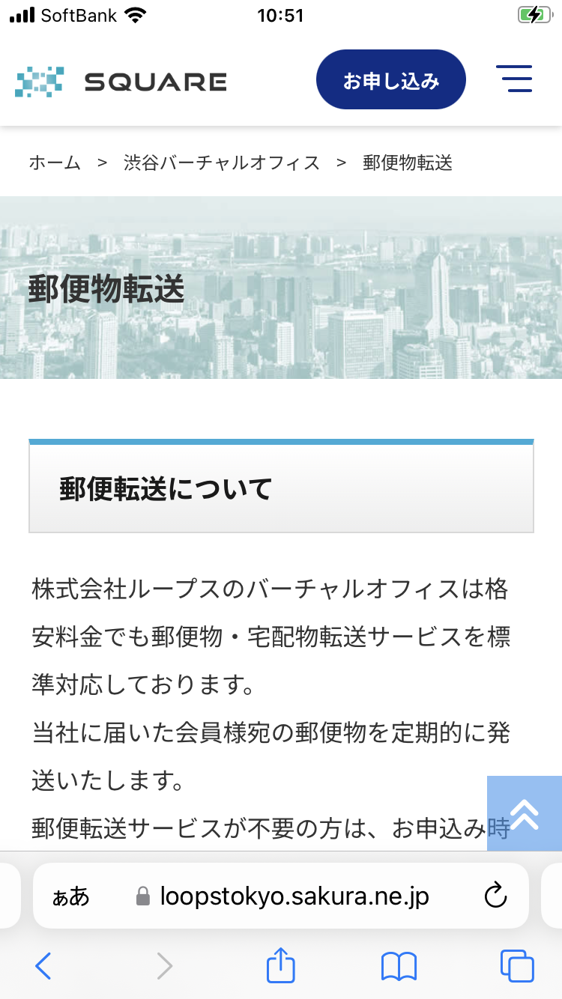 SoftBank 10:51
SQUARE お申し込み
ホーム > 渋谷バーチャルオフィス > 郵便物転送
郵便物転送
郵便転送について
株式会社ループスのバーチャルオフィスは格
安料金でも郵便物・宅配物転送サービスを標
準対応しております。
当社に届いた会員様宛の郵便物を定期的に発
送いたします。
郵便転送サービスが不要の方は、お申込み時
ぁあ loopstokyo.sakura.ne.jp